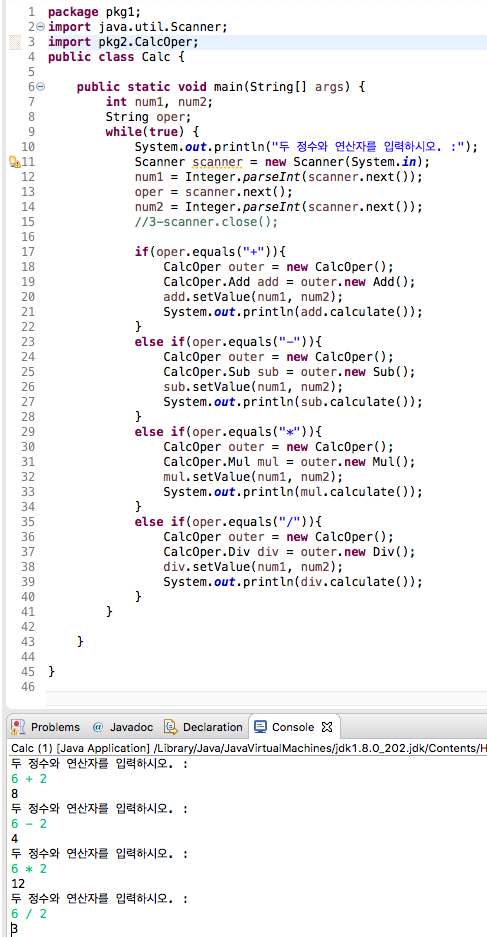 1 package pkg1;
2 import java.util.Scanner;
3 import pkg2.CalcOper;
4 public class Calc {
5
6 public static void main(String[] args) {
7 int num1, num2;
8 String oper;
9 while(true) {
10 System.out.println("두 정수와 연산자를 입력하시오. :");
11 Scanner scanner = new Scanner(System.in);
12 num1 = Integer.parseInt(scanner.next());
13 oper = scanner.next();
14 num2 = Integer.parseInt(scanner.next());
15 //3-scanner.close();
16
17 if(oper.equals("+")){
18 CalcOper outer = new CalcOper();
19 CalcOper.Add add = outer.new Add();
20 add.setValue(num1, num2);
21 System.out.println(add.calculate());
22 }
23 else if(oper.equals("-")){
24 CalcOper outer = new CalcOper();
25 CalcOper.Sub sub = outer.new Sub();
26 sub.setValue(num1, num2);
27 System.out.println(sub.calculate());
28 }
29 else if(oper.equals("*")){
30 CalcOper outer = new CalcOper();
31 CalcOper.Mul mul = outer.new Mul();
32 mul.setValue(num1, num2);
33 System.out.println(mul.calculate());
34 }
35 else if(oper.equals("/")){
36 CalcOper outer = new CalcOper();
37 CalcOper.Div div = outer.new Div();
38 div.setValue(num1, num2);
39 System.out.println(div.calculate());
40 }
41 }
42
43 }
44
45 }
46
Problems @ Javadoc Declaration Console
Calc (1) [Java Application] /Library/Java/JavaVirtualMachines/jdk1.8.0_202.jdk/Contents/H
두 정수와 연산자를 입력하시오. :
6 + 2
8
두 정수와 연산자를 입력하시오. :
6 - 2
4
두 정수와 연산자를 입력하시오. :
6 * 2
12
두 정수와 연산자를 입력하시오. :
6 / 2
3